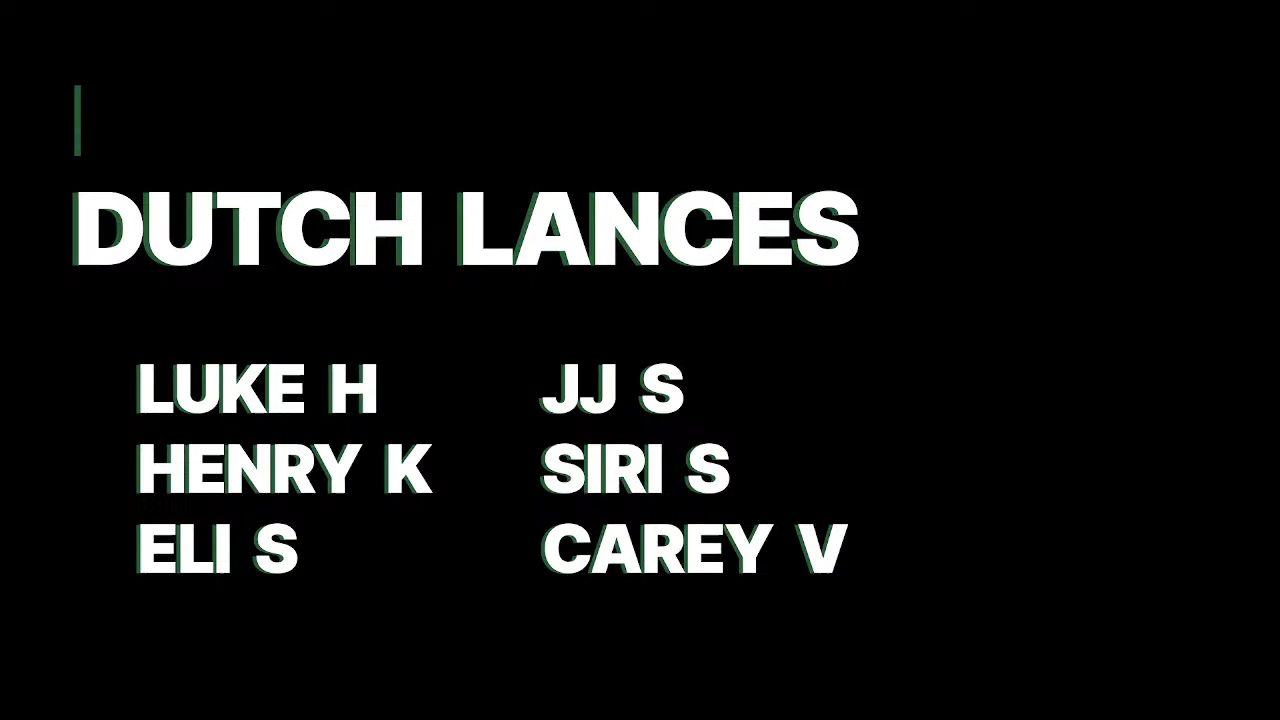 DUTCH LANCES
LUKE H
HENRY K
ELI S
JJ S
SIRI S
CAREY V